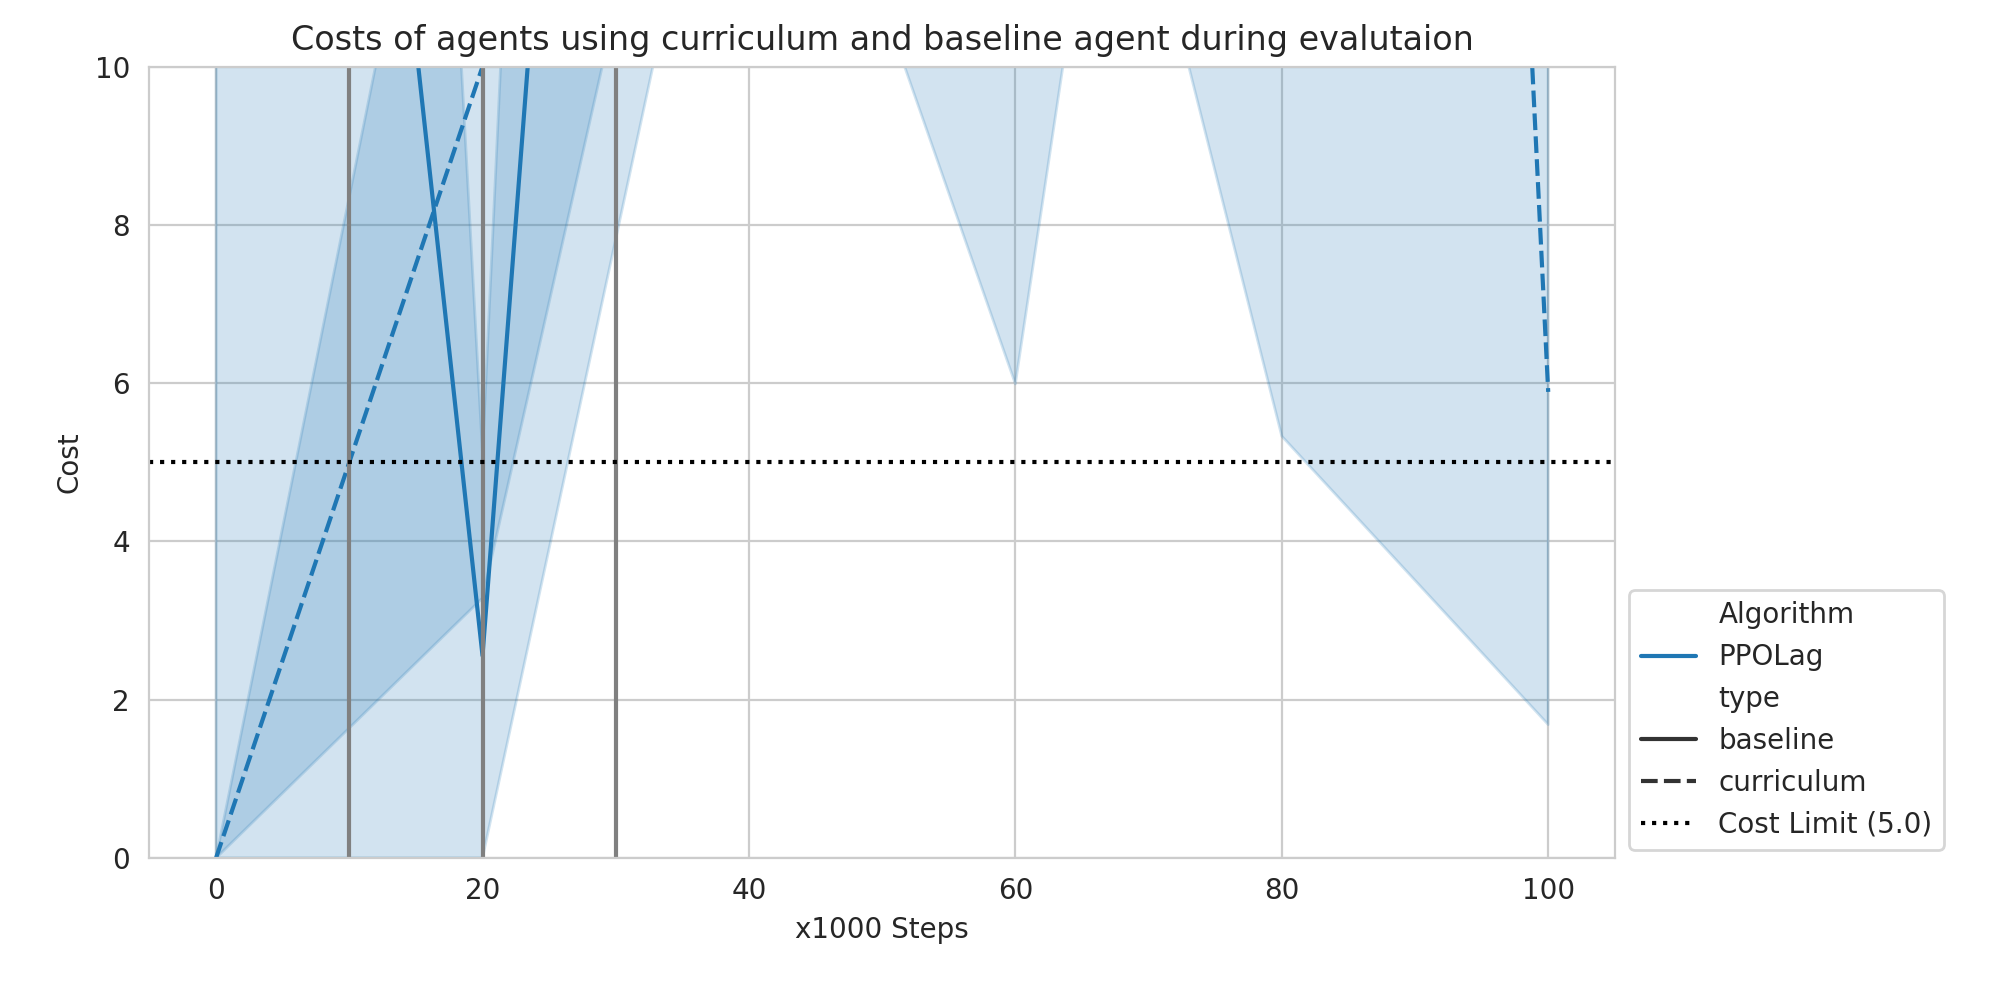 Costs of agents using curriculum and baseline agent during evalutaion
10
8
6
4
2
0
Cost
0 20 40 60 80 100
x1000 Steps
Algorithm
PPOLag
type
baseline
curriculum
Cost Limit (5.0)